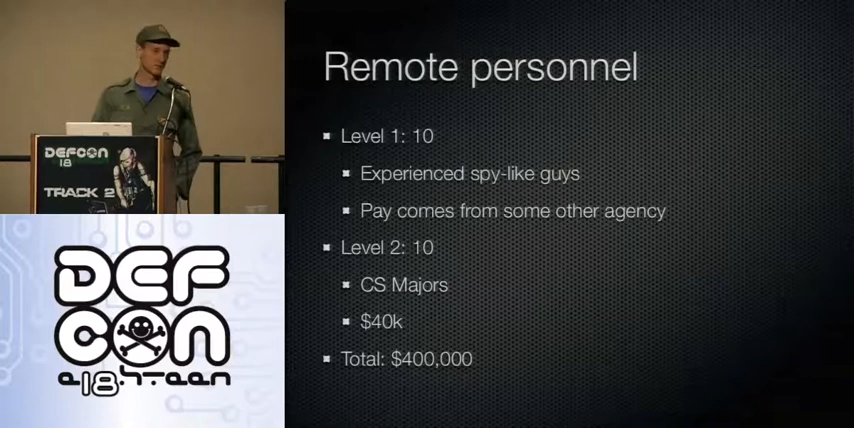 DEFCON
18
TRACK 2
DEF
CON
e18hteen
Remote personnel
Level 1: 10
Experienced spy-like guys
Pay comes from some other agency
Level 2: 10
CS Majors
$40k
Total: $400,000